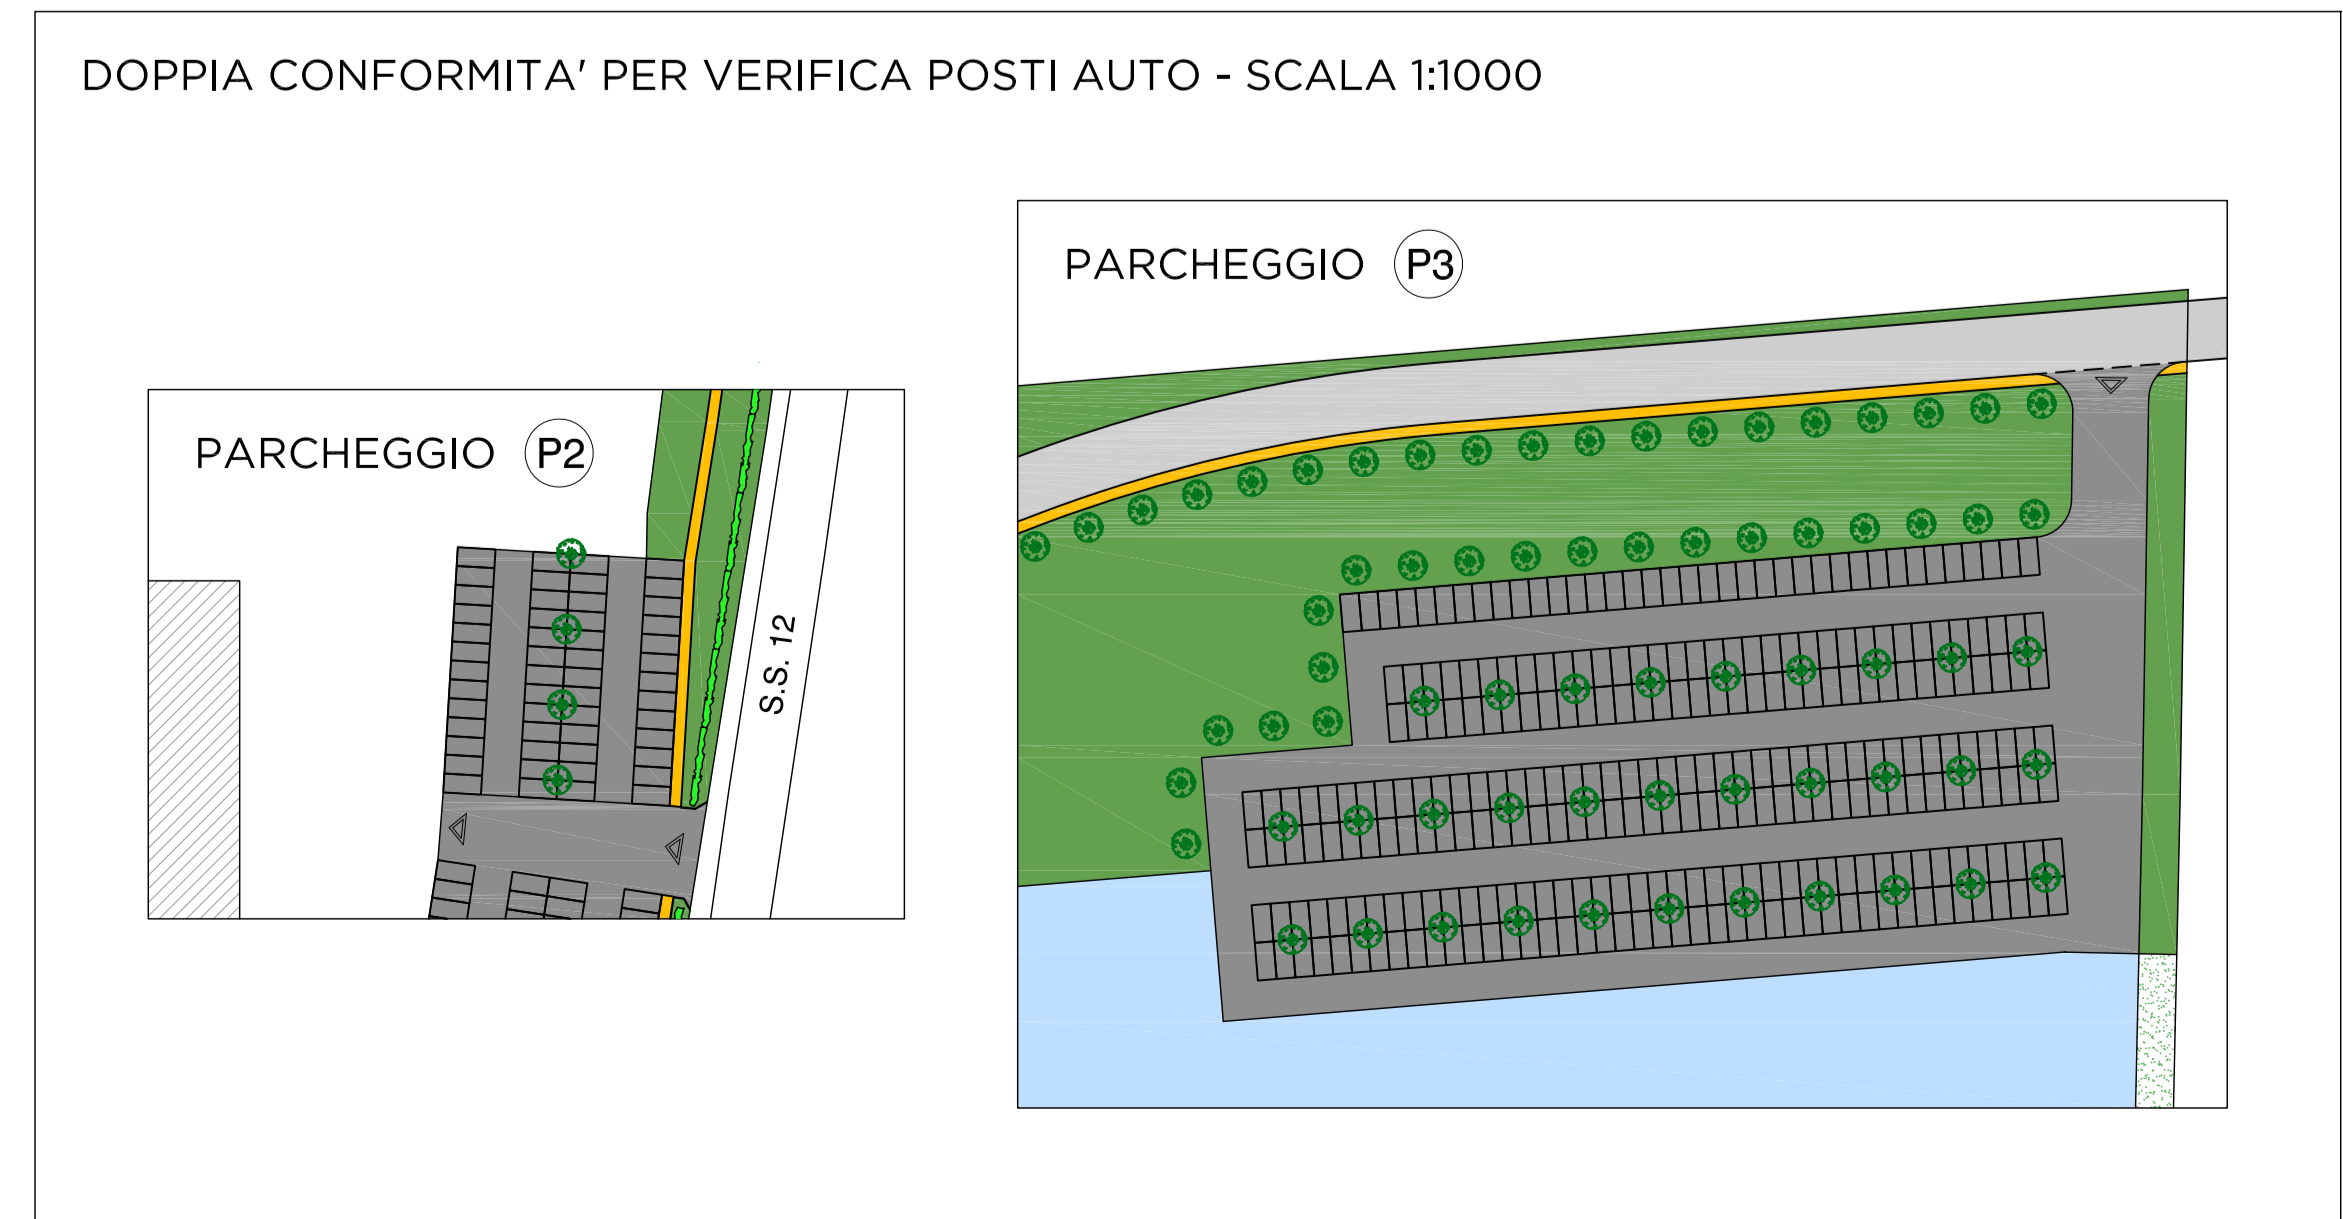 DOPPIA CONFORMITA' PER VERIFICA POSTI AUTO - SCALA 1:1000
PARCHEGGIO P3
PARCHEGGIO P2
S.S. 12